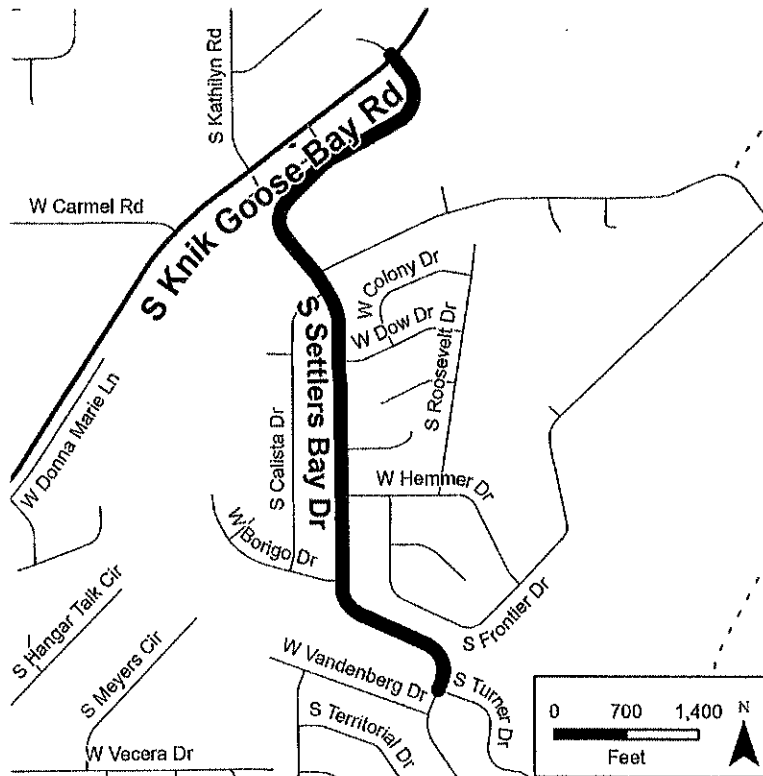 S Kathilyn Rd
S Knik Goose-Bay Rd
W Carmel Rd
W Colony Dr
W Dow Dr
S Roosevelt Dr
S Settlers Bay Dr
S Calista Dr
W Donna Marie Ln
W Hemmer Dr
W Borigo Dr
S Hangar Talk Cir
S Meyers Cir
S Frontier Dr
W Vandenberg Dr
S Turner Dr
S Territorial Dr
W Vecera Dr
0 700 1,400
Feet
N